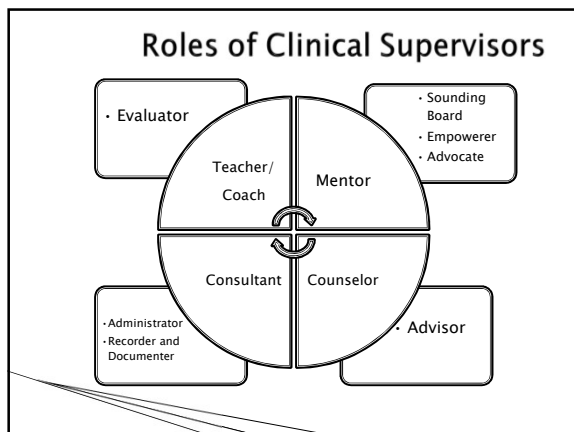 Roles of Clinical Supervisors
• Evaluator
• Sounding
Board
• Empowerer
• Advocate
Teacher/
Coach
Mentor
Consultant
Counselor
• Administrator
• Recorder and
Documenter
• Advisor